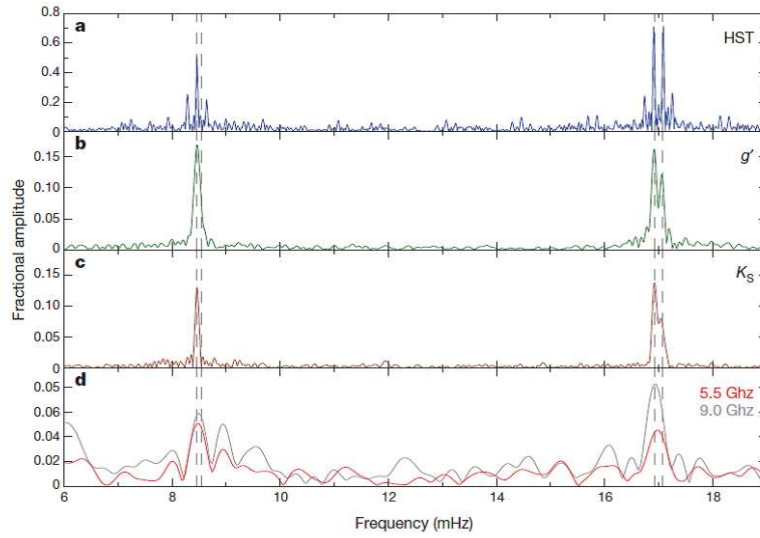 0.8
a
HST
0.6
0.4
0.2
0
b
g′
0.15
0.10
0.05
0
c
K_S
0.15
0.10
0.05
0
d
5.5 Ghz
9.0 Ghz
0.05
0.06
0.04
0.02
0
6 8 10 12 14 16 18
Frequency (mHz)
Fractional amplitude